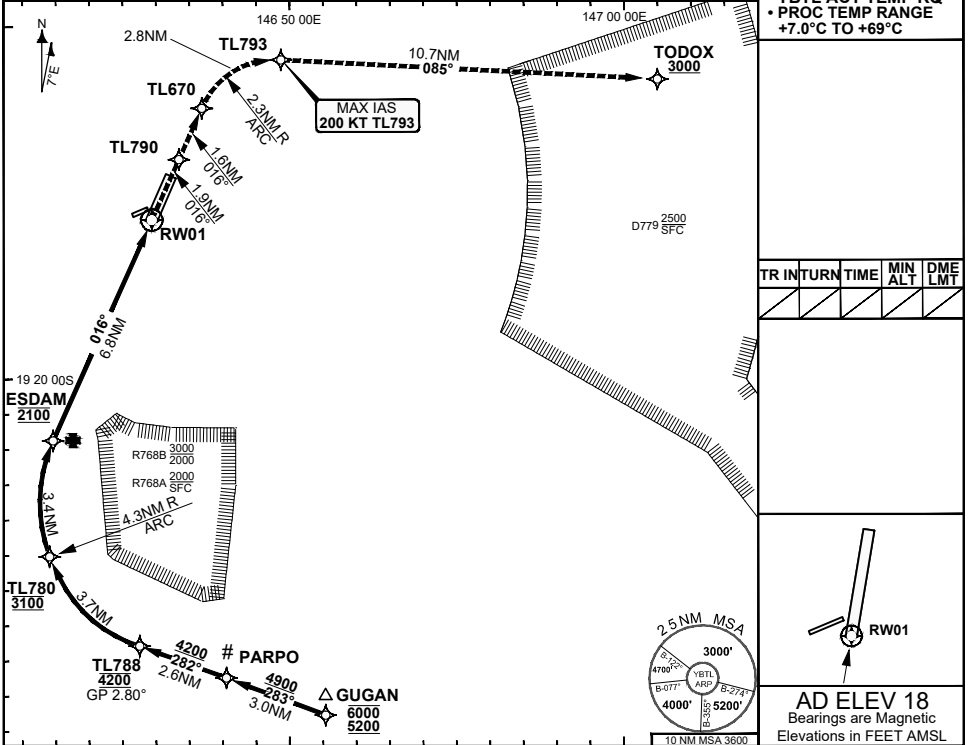 YBTL ACT TEMP RQ
• PROC TEMP RANGE
+7.0°C TO +69°C
146 50 00E
147 00 00E
N
7°E
2.8NM
TL793
10.7NM
085°
TODOX
3000
TL670
MAX IAS
200 KT TL793
2.3NM R
ARC
TL790
1.6NM
016°
1.9NM
016°
RW01
D779 2500
SFC
TR IN TURN TIME MIN ALT DME LMT
016°
6.8NM
19 20 00S
ESDAM
2100
R768B 3000
2000
R768A 2000
SFC
4.3NM R
ARC
3.4NM
TL780
3100
3.7NM
TL788
4200
GP 2.80°
4200
282°
2.6NM
# PARPO
4900
283°
3.0NM
GUGAN
6000
5200
25 NM MSA
3000'
B-122°
4700'
YBTL
ARP
B-077°
B-274°
4000'
B-355°
5200'
10 NM MSA 3600
RW01
AD ELEV 18
Bearings are Magnetic
Elevations in FEET AMSL